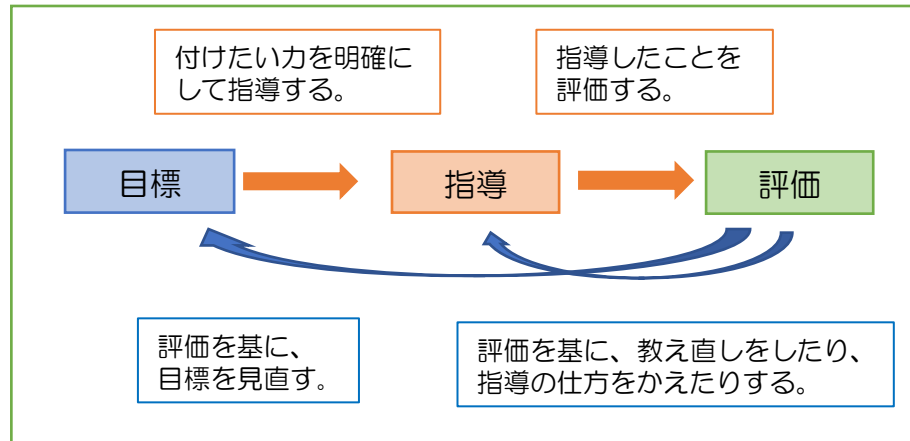 付けたい力を明確に
して指導する。
指導したことを
評価する。
目標
指導
評価
評価を基に、
目標を見直す。
評価を基に、教え直しをしたり、
指導の仕方をかえたりする。